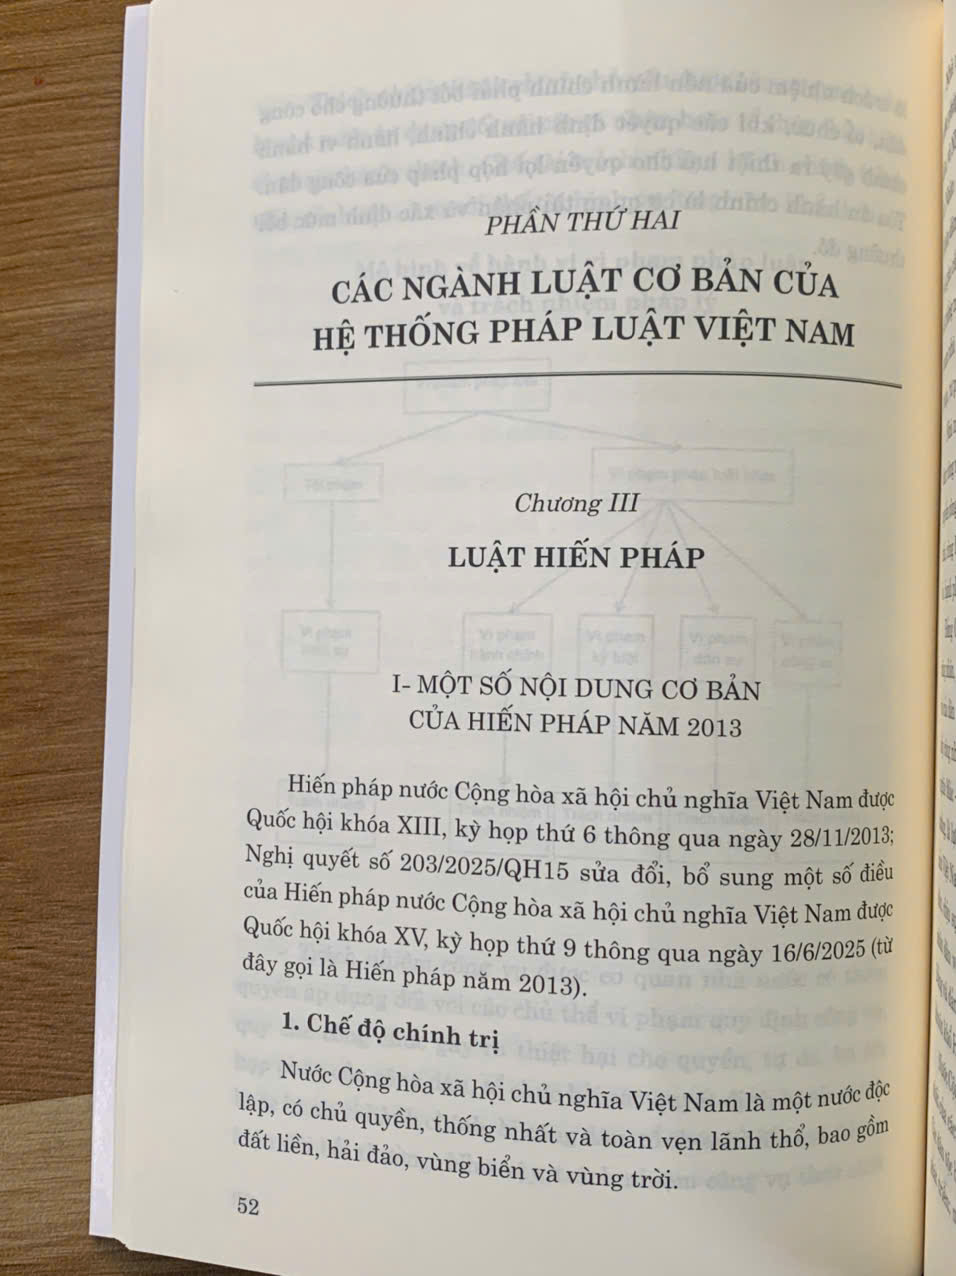 PHẦN THỨ HAI
CÁC NGÀNH LUẬT CƠ BẢN CỦA
HỆ THỐNG PHÁP LUẬT VIỆT NAM
Chương III
LUẬT HIẾN PHÁP
I- MỘT SỐ NỘI DUNG CƠ BẢN
CỦA HIẾN PHÁP NĂM 2013
Hiến pháp nước Cộng hòa xã hội chủ nghĩa Việt Nam được
Quốc hội khóa XIII, kỳ họp thứ 6 thông qua ngày 28/11/2013;
Nghị quyết số 203/2025/QH15 sửa đổi, bổ sung một số điều
của Hiến pháp nước Cộng hòa xã hội chủ nghĩa Việt Nam được
Quốc hội khóa XV, kỳ họp thứ 9 thông qua ngày 16/6/2025 (từ
đây gọi là Hiến pháp năm 2013).
1. Chế độ chính trị
Nước Cộng hòa xã hội chủ nghĩa Việt Nam là một nước độc
lập, có chủ quyền, thống nhất và toàn vẹn lãnh thổ, bao gồm
đất liền, hải đảo, vùng biển và vùng trời.
52